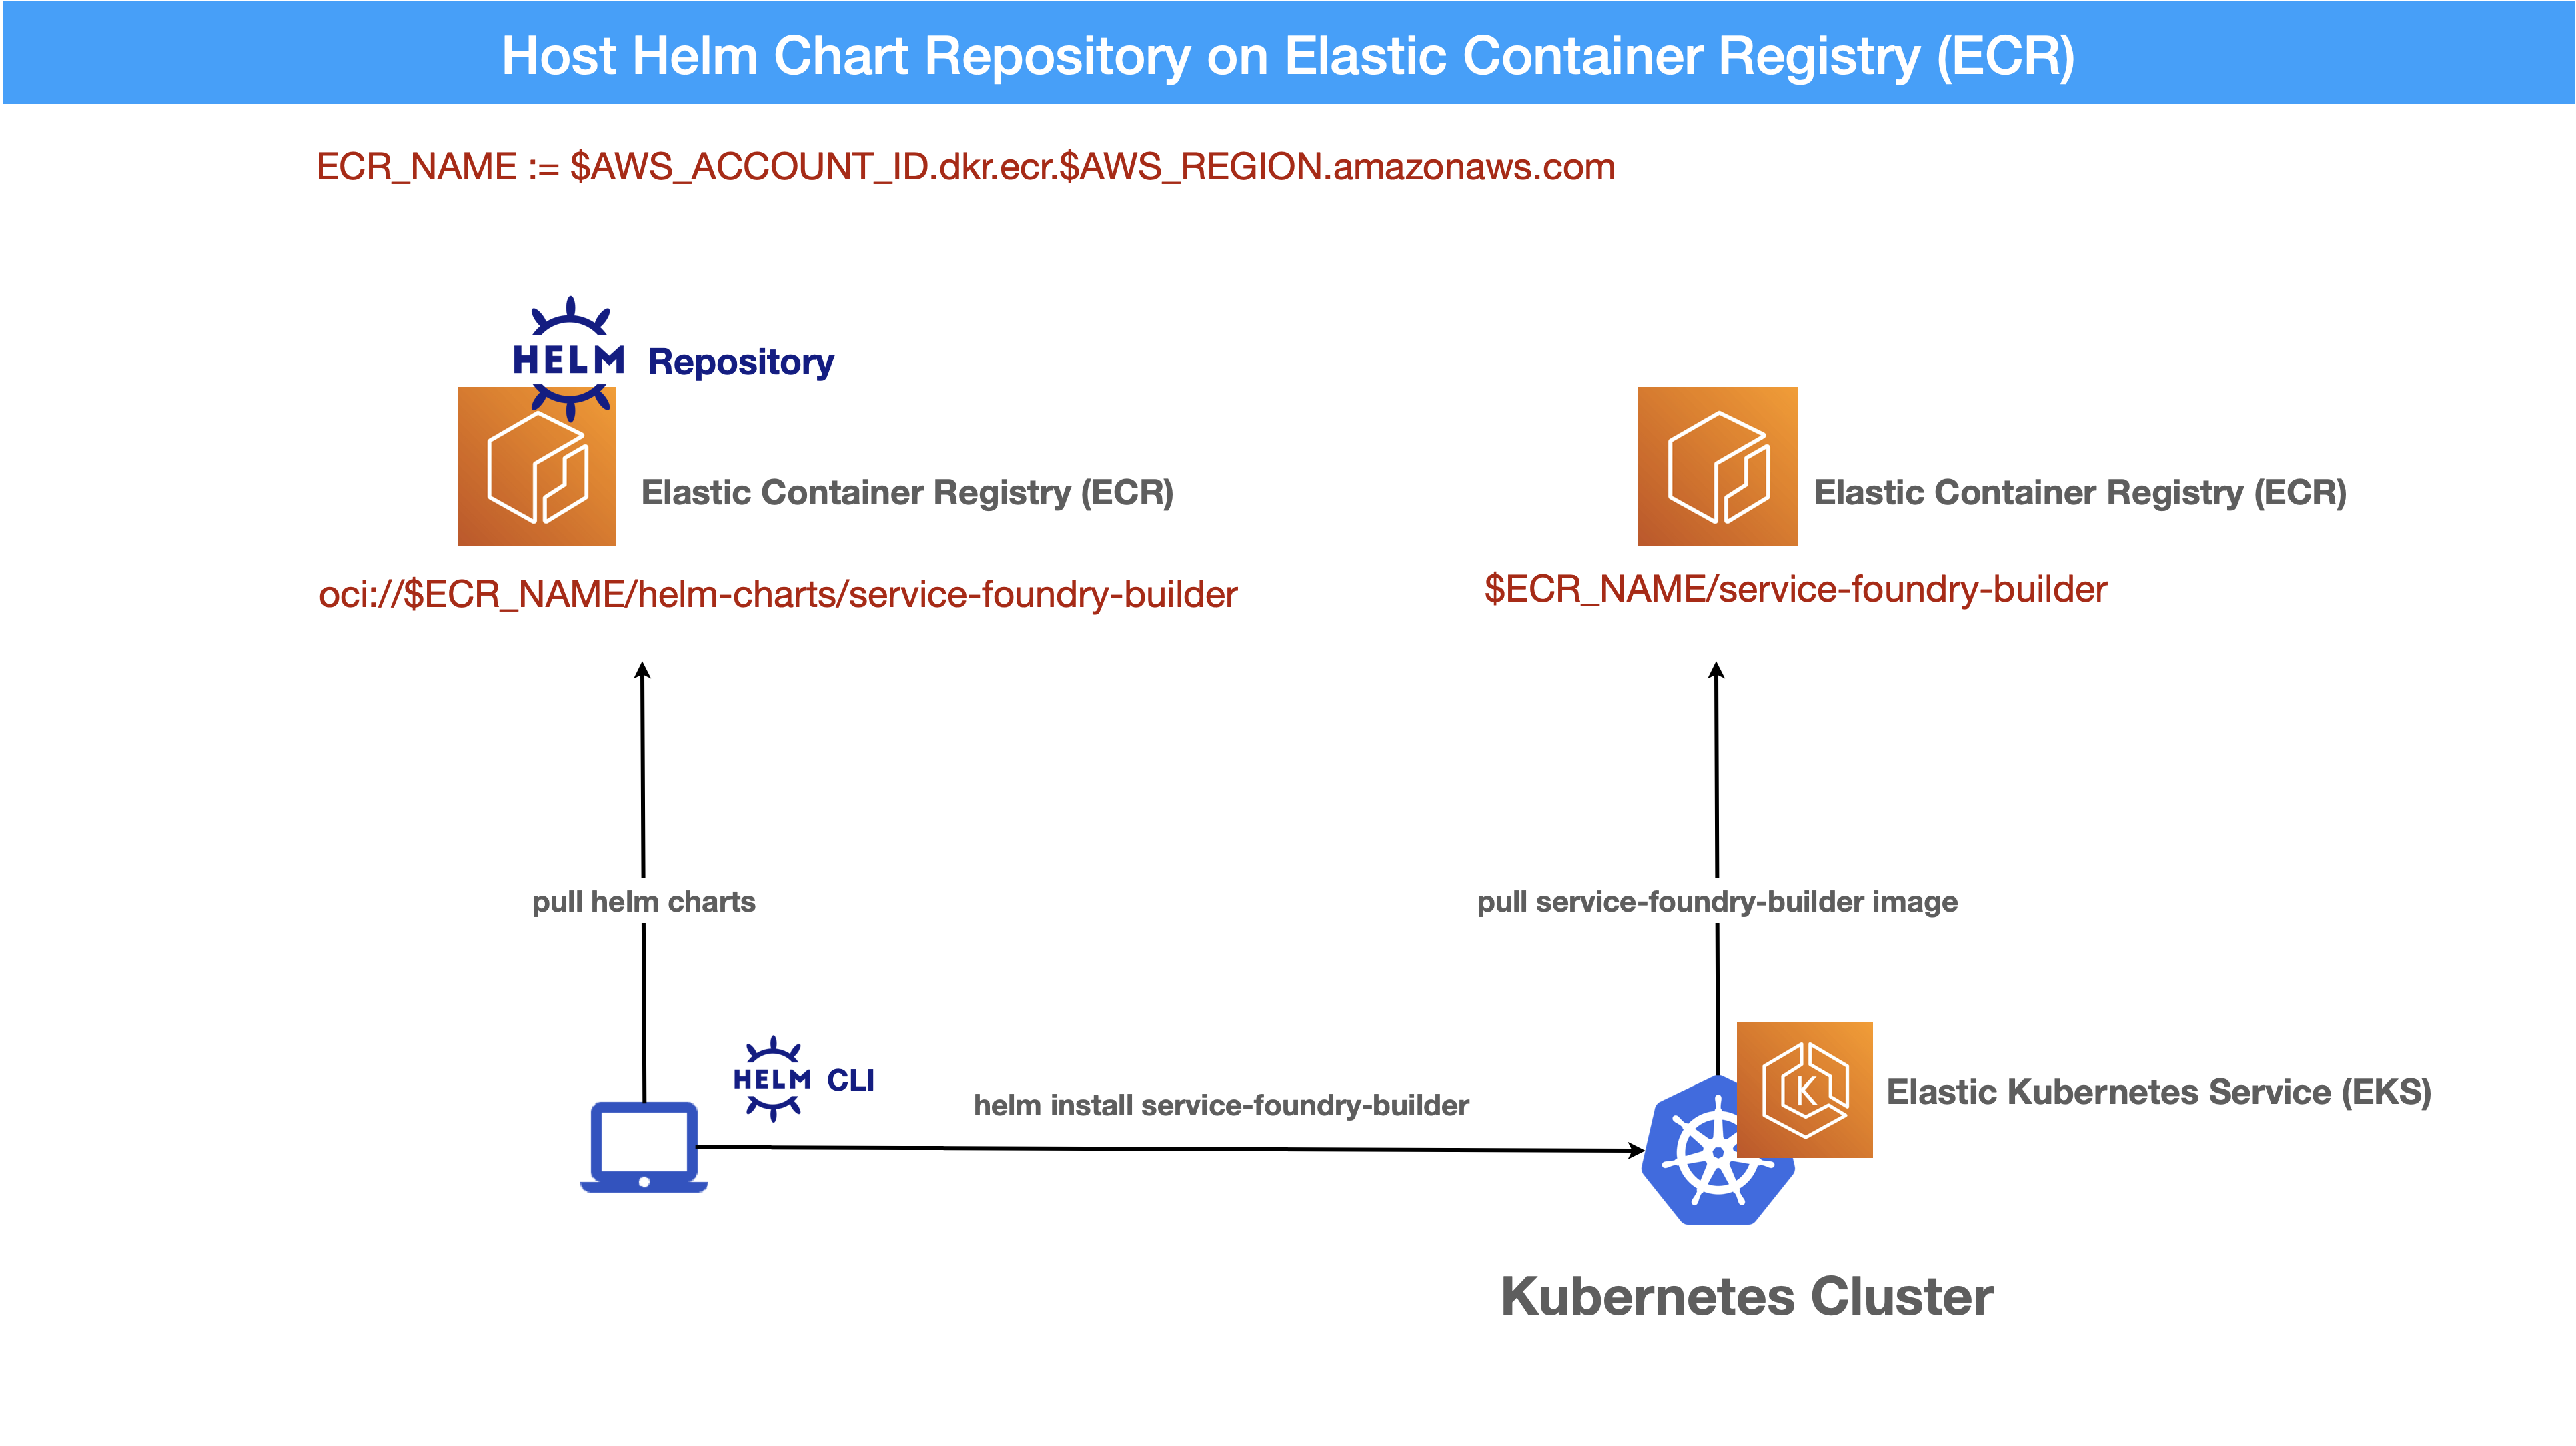 Host Helm Chart Repository on Elastic Container Registry (ECR)
ECR_NAME := $AWS_ACCOUNT_ID.dkr.ecr.$AWS_REGION.amazonaws.com
HELM Repository
Elastic Container Registry (ECR)
Elastic Container Registry (ECR)
oci://$ECR_NAME/helm-charts/service-foundry-builder
$ECR_NAME/service-foundry-builder
pull helm charts
pull service-foundry-builder image
HELM CLI
helm install service-foundry-builder
K
Elastic Kubernetes Service (EKS)
Kubernetes Cluster